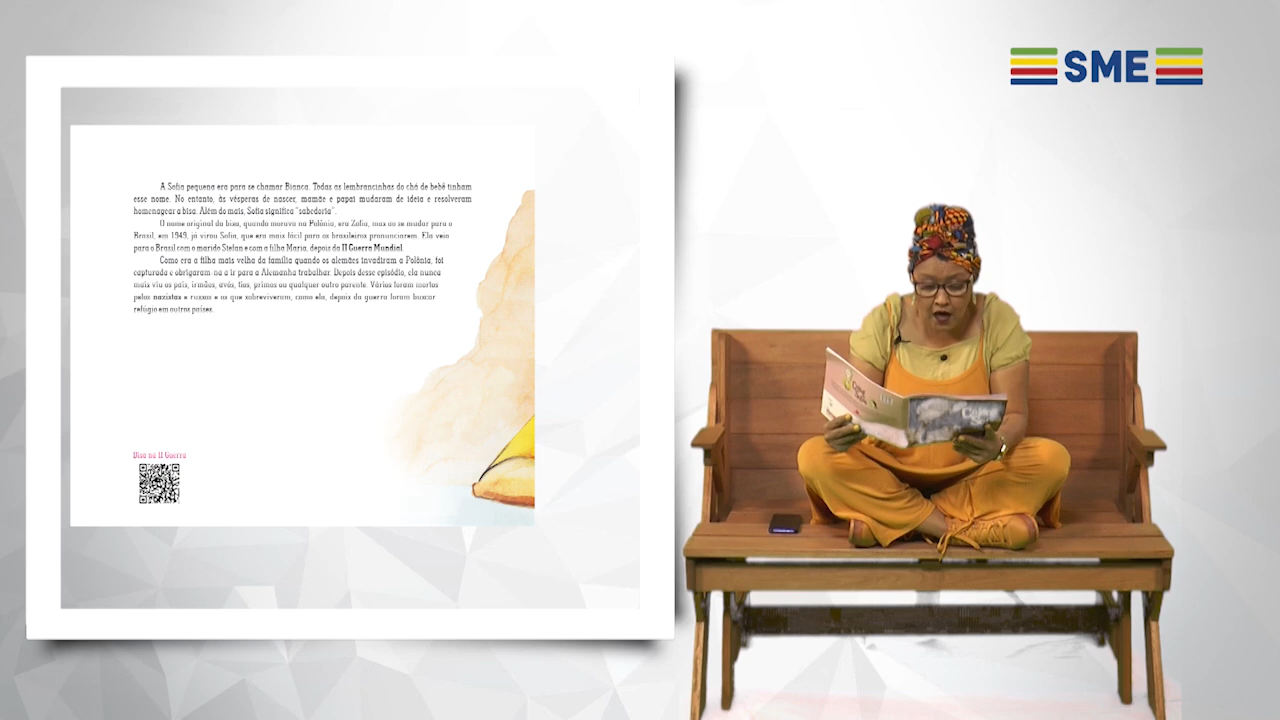 SME
A Sofia pequena era para se chamar Bianca. Todas as lembrancinhas do chá de bebê tinham
esse nome. No entanto, às vésperas de nascer, mamãe e papai mudaram de ideia e resolveram
homenagear a bisa. Além do mais, Sofia significa "sabedoria".
O nome original da bisa, quando morava na Polônia, era Zofia, mas ao se mudar para o
Brasil, em 1949, já virou Sofia, que era mais fácil para os brasileiros pronunciarem. Ela veio
para o Brasil com o marido Stefan e com a filha Maria, depois da II Guerra Mundial.
Como era a filha mais velha da família quando os alemães invadiram a Polônia, foi
capturada e obrigaram-na a ir para a Alemanha trabalhar. Depois desse episódio, ela nunca
mais viu os pais, irmãos, avós, tios, primos ou qualquer outro parente. Vários foram mortos
pelos nazistas e russos e os que sobreviveram, como ela, depois da guerra foram buscar
refúgio em outros países.
Bisa na II Guerra